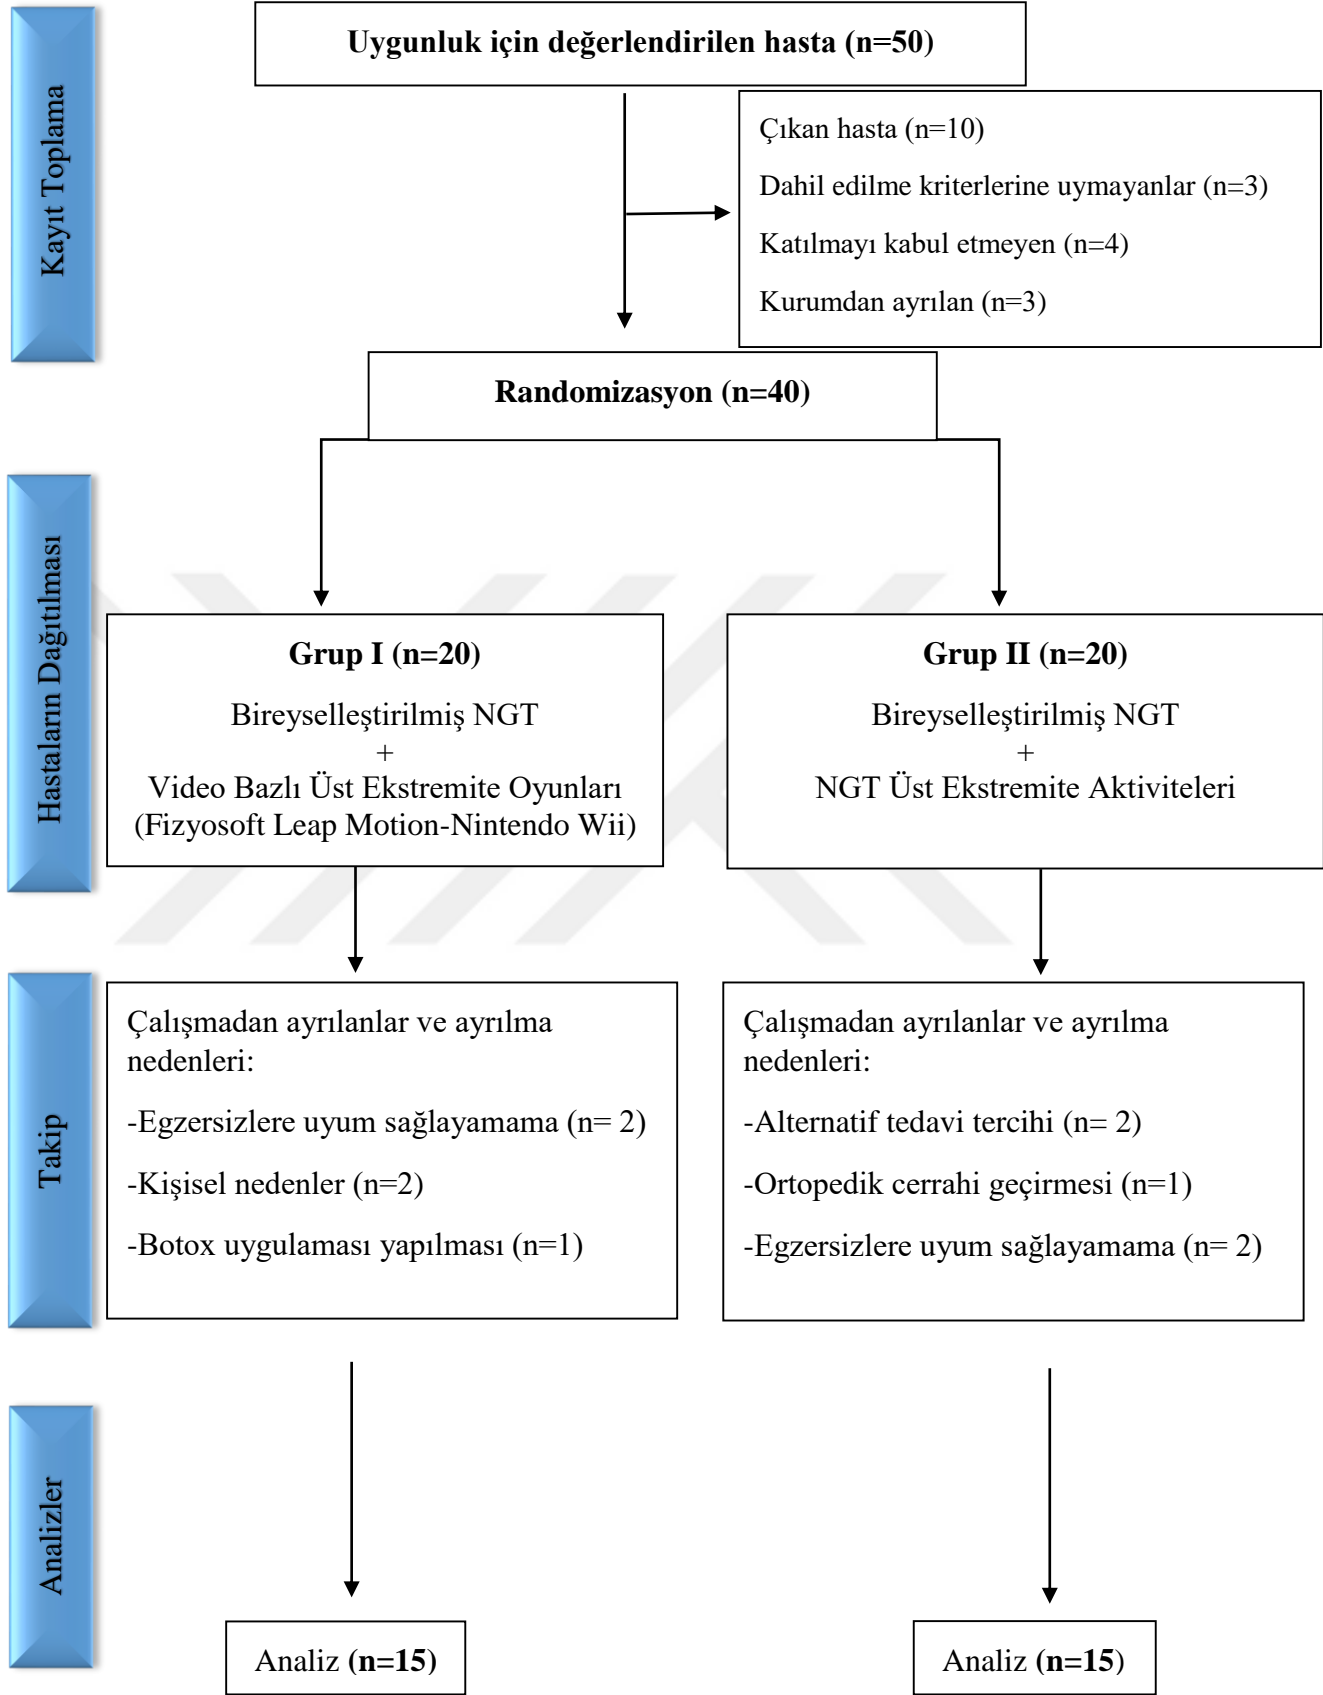 Kayıt Toplama
Uygunluk için değerlendirilen hasta (n=50)
Çıkan hasta (n=10)
Dahil edilme kriterlerine uymayanlar (n=3)
Katılmayı kabul etmeyen (n=4)
Kurumdan ayrılan (n=3)
Randomizasyon (n=40)
Hastaların Dağıtılması
Grup I (n=20)
Bireyselleştirilmiş NGT
+
Video Bazlı Üst Ekstremite Oyunları
(Fizyosoft Leap Motion-Nintendo Wii)
Grup II (n=20)
Bireyselleştirilmiş NGT
+
NGT Üst Ekstremite Aktiviteleri
Takip
Çalışmadan ayrılanlar ve ayrılma
nedenleri:
-Egzersizlere uyum sağlayamama (n= 2)
-Kişisel nedenler (n=2)
-Botox uygulaması yapılması (n=1)
Çalışmadan ayrılanlar ve ayrılma
nedenleri:
-Alternatif tedavi tercihi (n= 2)
-Ortopedik cerrahi geçirmesi (n=1)
-Egzersizlere uyum sağlayamama (n= 2)
Analizler
Analiz (n=15)
Analiz (n=15)